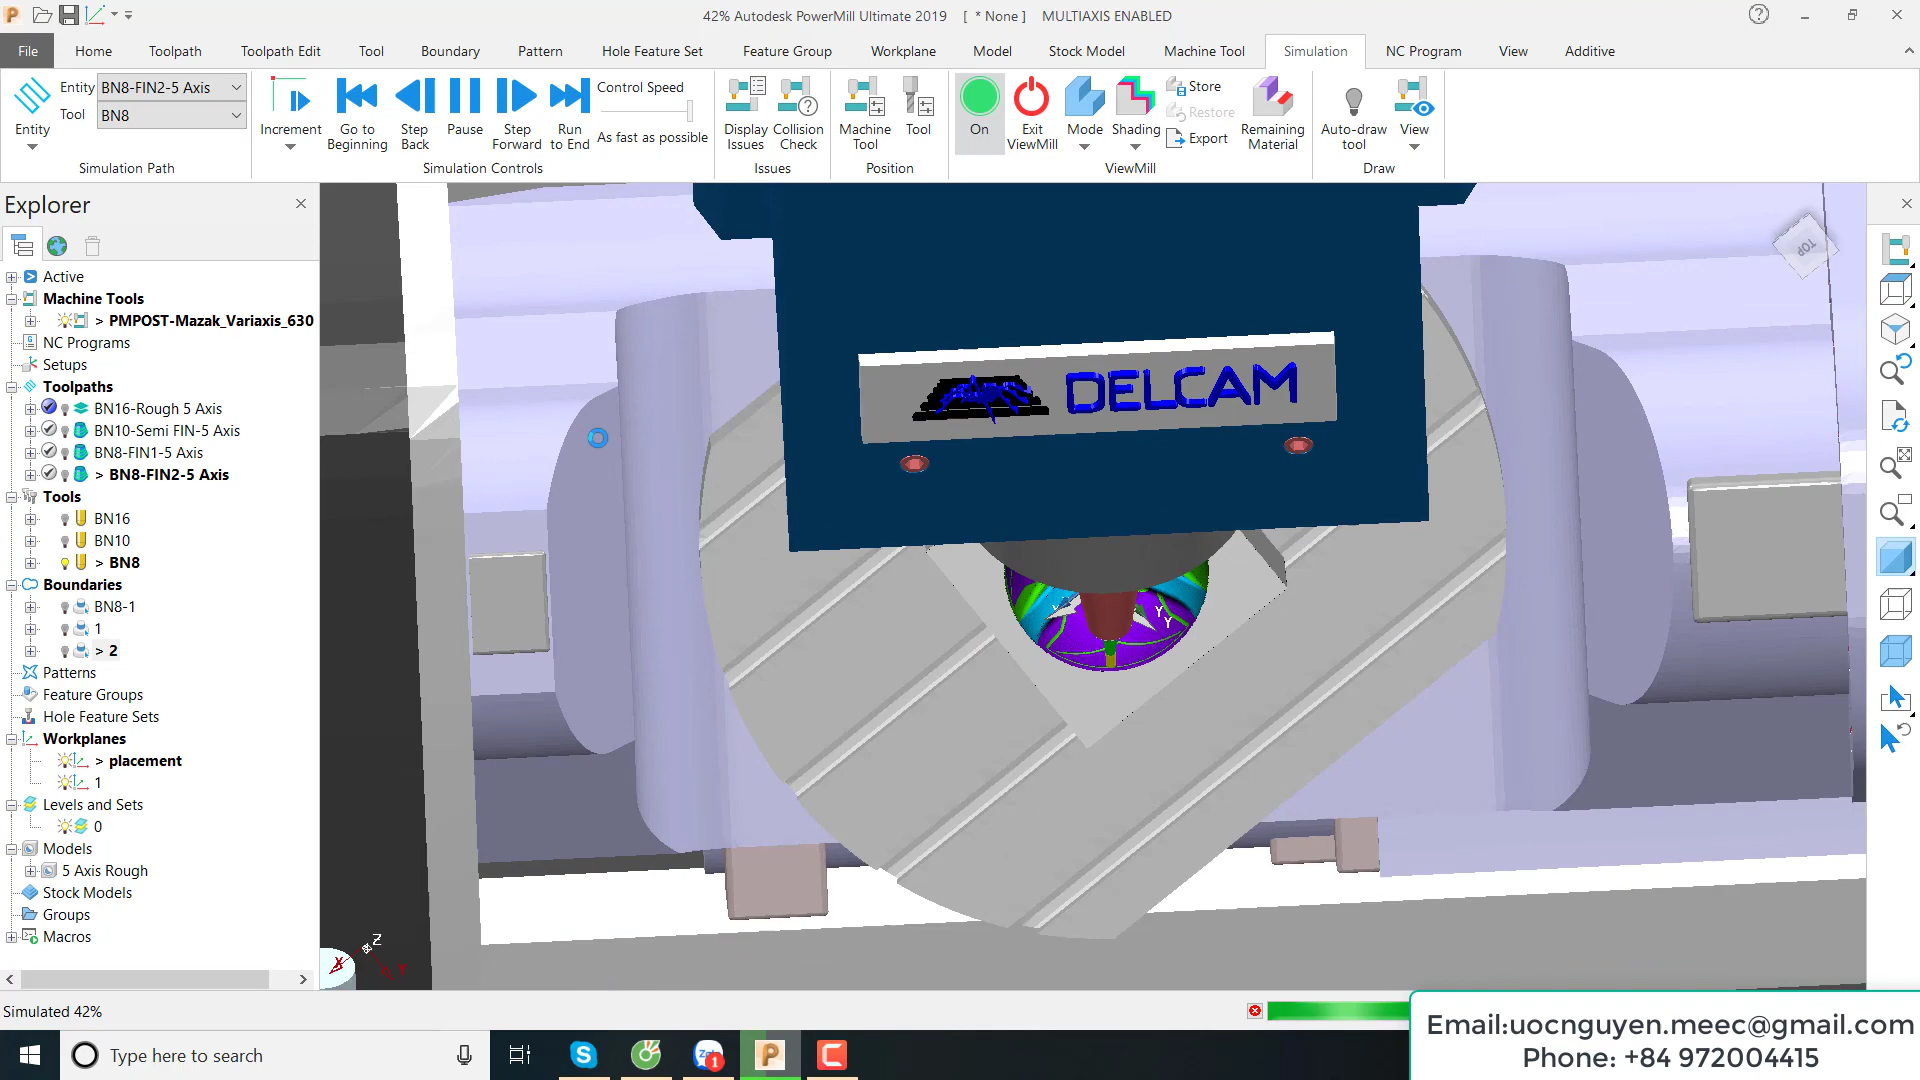 42% Autodesk PowerMill Ultimate 2019 [ * None ] MULTIAXIS ENABLED
File Home Toolpath Toolpath Edit Tool Boundary Pattern Hole Feature Set Feature Group Workplane Model Stock Model Machine Tool Simulation NC Program View Additive
Entity BN8-FIN2-5 Axis
Tool BN8
Entity
Simulation Path
Increment
Go to Beginning
Step Back
Pause
Step Forward
Run to End
Control Speed
As fast as possible
Simulation Controls
Display Issues
Collision Check
Issues
Machine Tool
Tool
Position
On
Exit ViewMill
Mode
Shading
Store
Restore
Export
Remaining Material
ViewMill
Auto-draw tool
View
Draw
Explorer
Active
Machine Tools
> PMPOST-Mazak_Variaxis_630
NC Programs
Setups
Toolpaths
BN16-Rough 5 Axis
BN10-Semi FIN-5 Axis
BN8-FIN1-5 Axis
> BN8-FIN2-5 Axis
Tools
BN16
BN10
> BN8
Boundaries
BN8-1
1
> 2
Patterns
Feature Groups
Hole Feature Sets
Workplanes
> placement
1
Levels and Sets
0
Models
5 Axis Rough
Stock Models
Groups
Macros
DELCAM
TOP
Y
Y
Z
X
Y
Simulated 42%
Type here to search
1
Email:uocnguyen.meec@gmail.com
Phone: +84 972004415